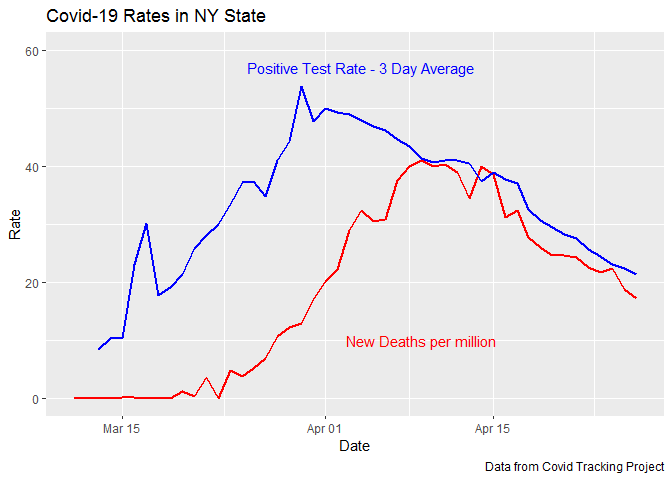 Covid-19 Rates in NY State
60
Positive Test Rate - 3 Day Average
40
Rate
20
New Deaths per million
0
Mar 15
Apr 01
Apr 15
Date
Data from Covid Tracking Project